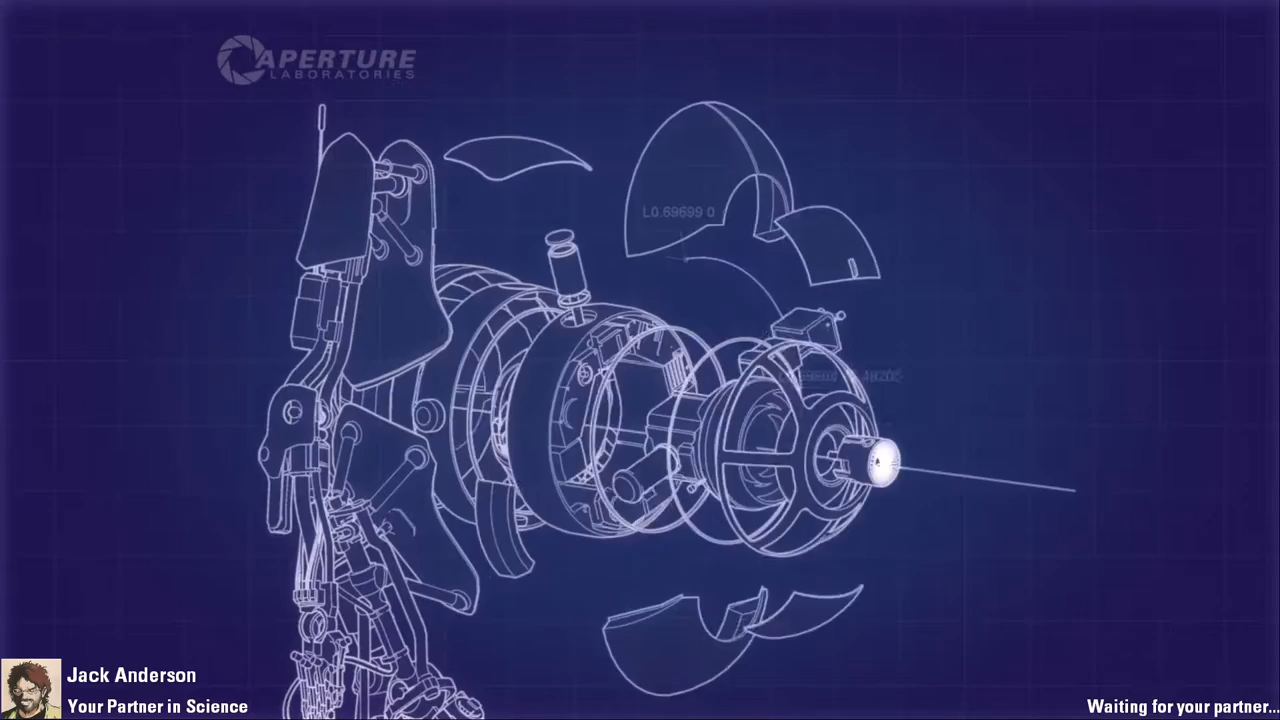 APERTURE
LABORATORIES
L0.69699 0
Jack Anderson
Your Partner in Science
Waiting for your partner...